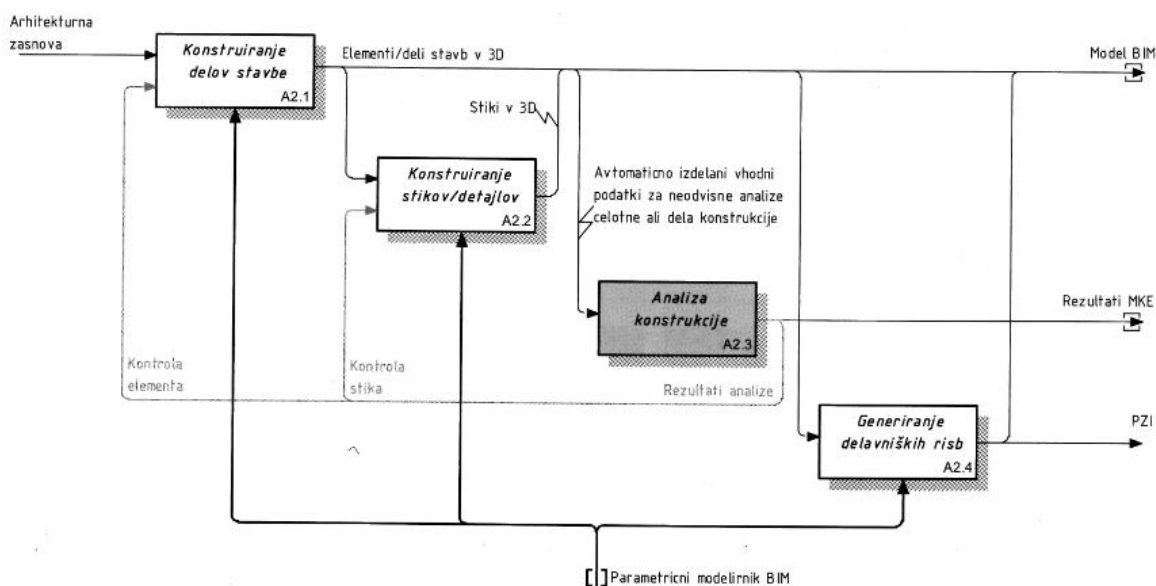 Arhitekturna
zasnova
Konstruiranje
delov stavbe
A2.1
Elementi/deli stavb v 3D
Model BIM
Stiki v 3D
Konstruiranje
stikov/detajlov
A2.2
Avtomaticno izdelani vhodni
podatki za neodvisne analize
celotne ali dela konstrukcije
Analiza
konstrukcije
A2.3
Rezultati MKE
Kontrola
elementa
Kontrola
stika
Rezultati analize
Generiranje
delavniških risb
A2.4
PZI
Parametricni modelirnik BIM